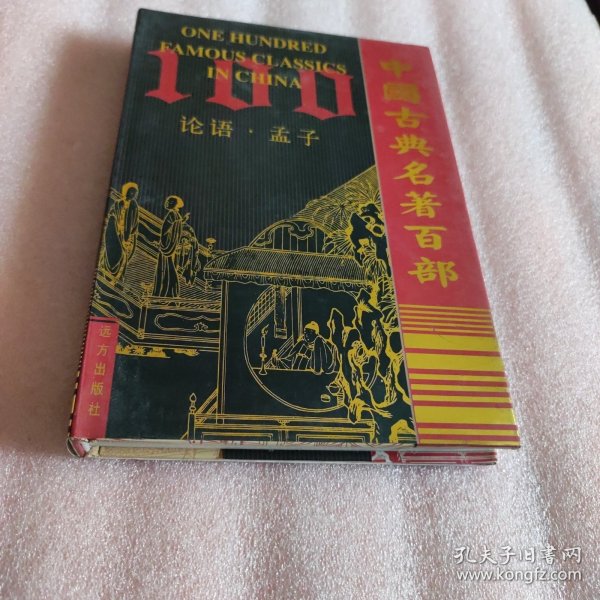 ONE HUNDRED
FAMOUS CLASSICS
IN CHINA
100
论语·孟子
中國古典名著百部
远方出版社
孔夫子旧書网
www.kongfz.com